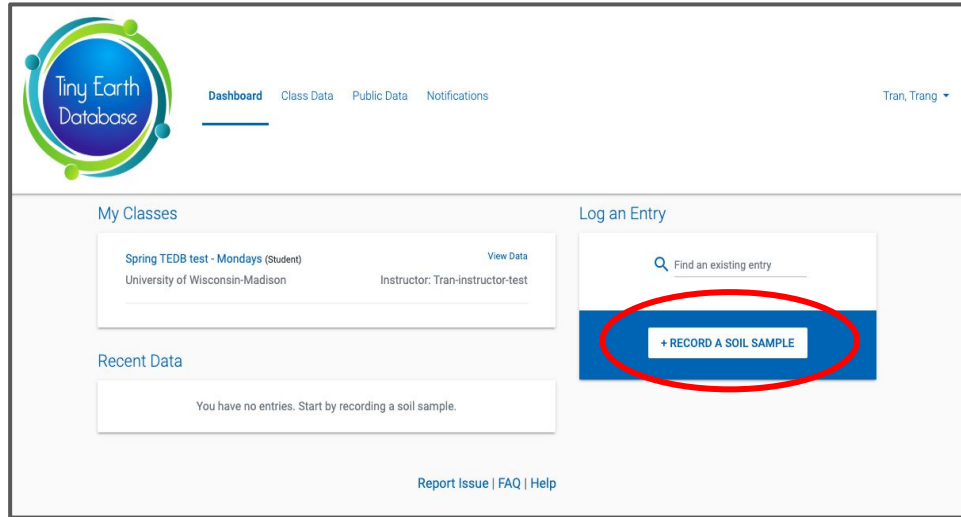 Tiny Earth
Database
Dashboard Class Data Public Data Notifications
Tran, Trang
My Classes
Spring TEDB test - Mondays (Student)
View Data
University of Wisconsin-Madison
Instructor: Tran-instructor-test
Recent Data
You have no entries. Start by recording a soil sample.
Log an Entry
Find an existing entry
+ RECORD A SOIL SAMPLE
Report Issue | FAQ | Help